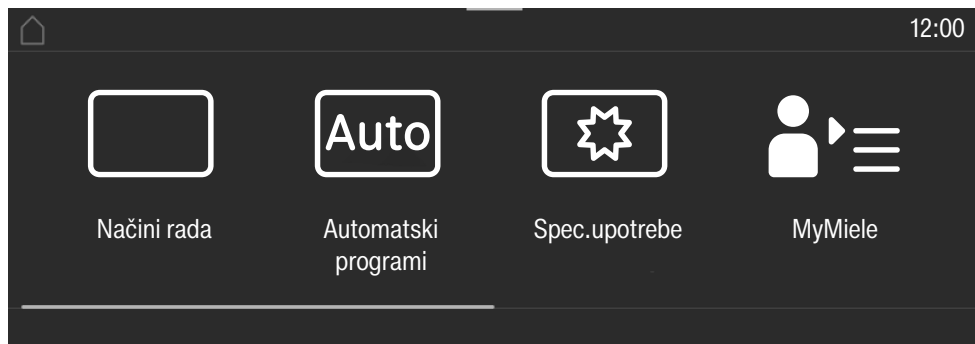 12:00
Auto
Načini rada
Automatski
programi
Spec.upotrebe
MyMiele